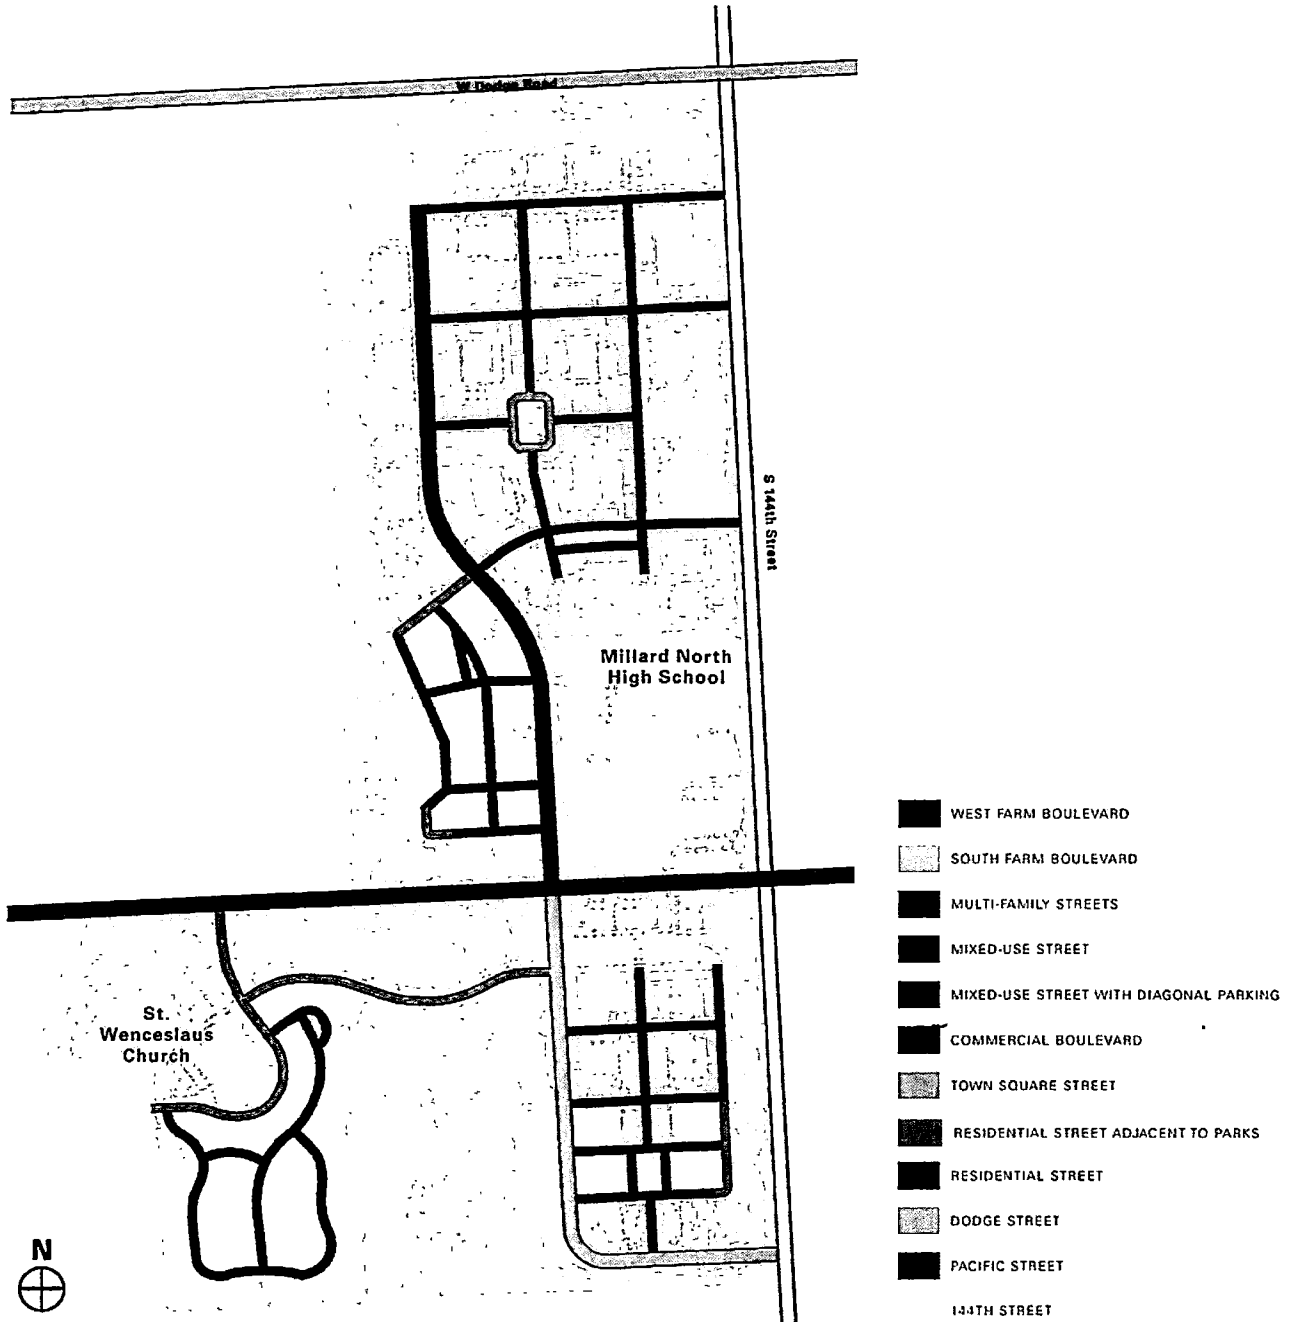 W Dodge Road
S 144th Street
Millard North
High School
St.
Wenceslaus
Church
N
WEST FARM BOULEVARD
SOUTH FARM BOULEVARD
MULTI-FAMILY STREETS
MIXED-USE STREET
MIXED-USE STREET WITH DIAGONAL PARKING
COMMERCIAL BOULEVARD
TOWN SQUARE STREET
RESIDENTIAL STREET ADJACENT TO PARKS
RESIDENTIAL STREET
DODGE STREET
PACIFIC STREET
144TH STREET